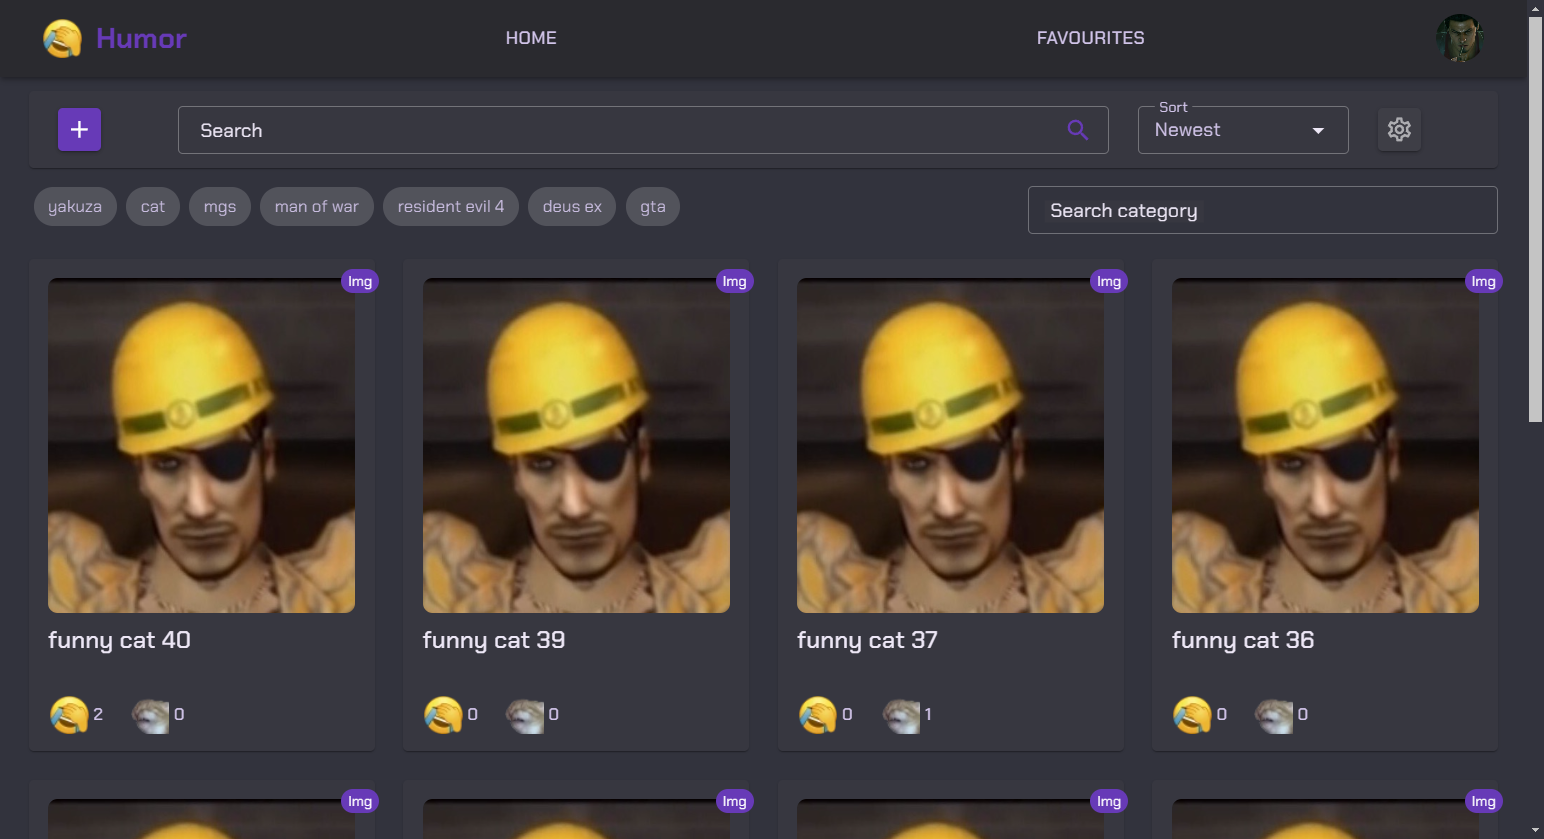 Humor
HOME
FAVOURITES
+
Search
Sort
Newest
yakuza
cat
mgs
man of war
resident evil 4
deus ex
gta
Search category
Img
Img
Img
Img
funny cat 40
funny cat 39
funny cat 37
funny cat 36
2
0
0
0
0
1
0
0
Img
Img
Img
Img